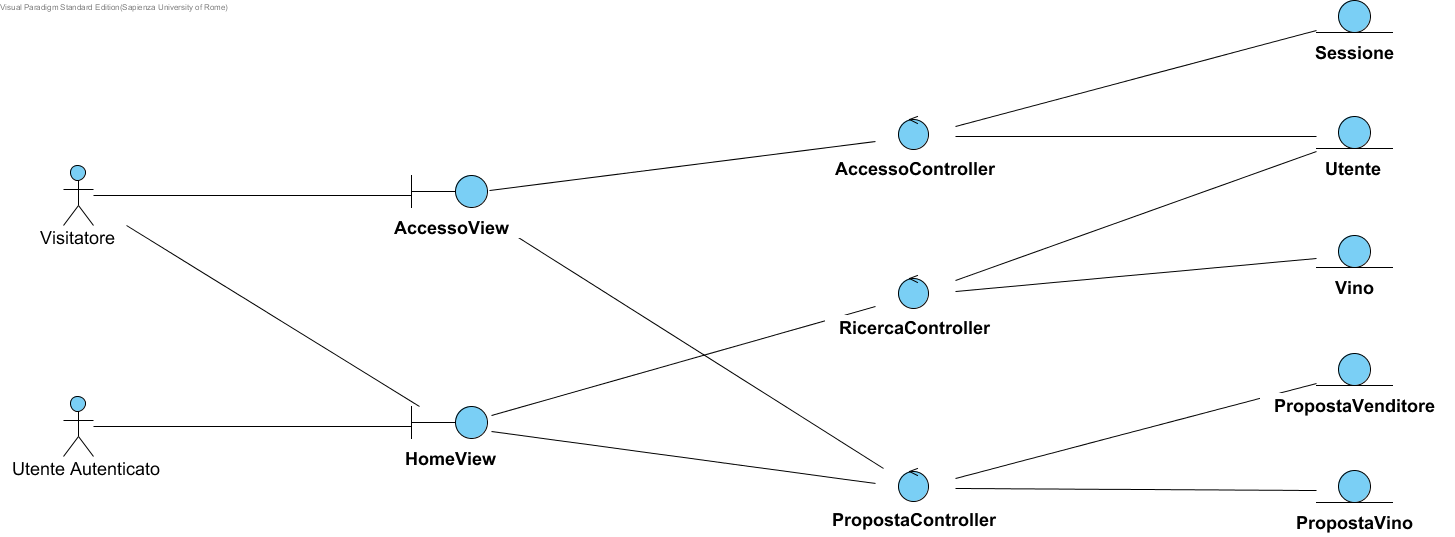 Visual Paradigm Standard Edition(Sapienza University of Rome)
Sessione
AccessoController
Utente
Visitatore
AccessoView
Vino
RicercaController
PropostaVenditore
Utente Autenticato
HomeView
PropostaController
PropostaVino